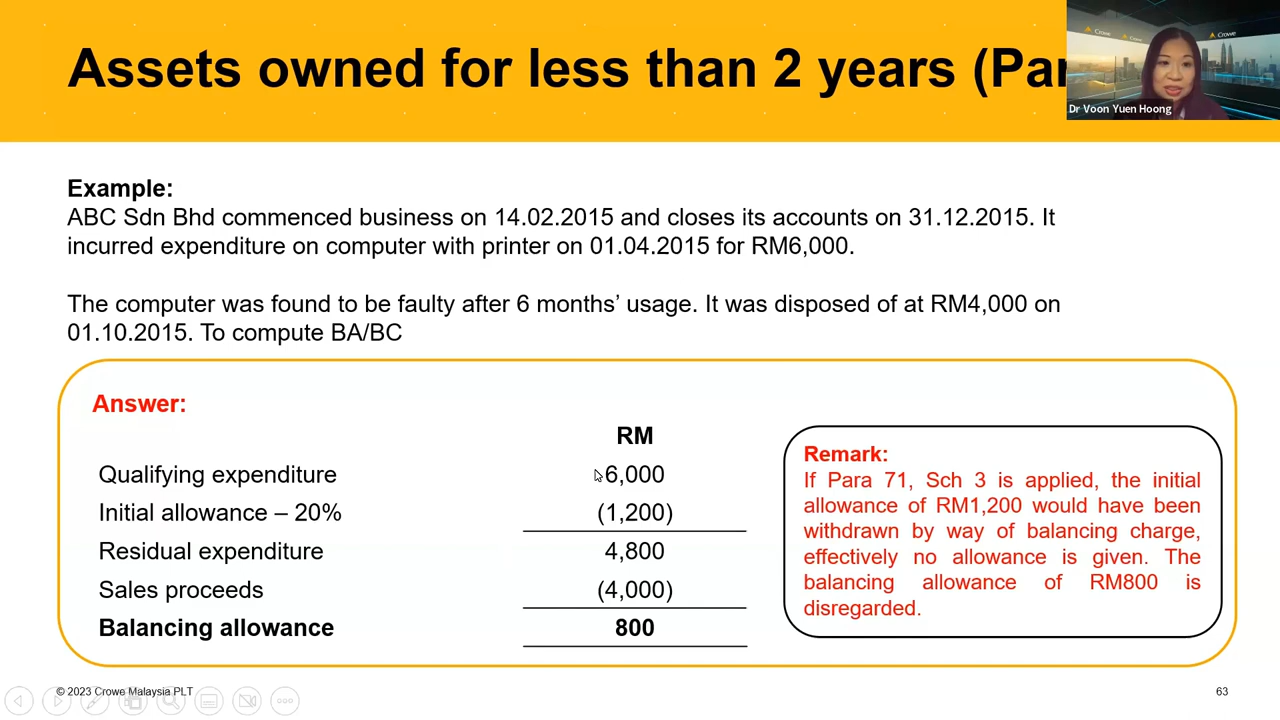 Assets owned for less than 2 years (Par
Crowe
Crowe
Crowe
Dr Voon Yuen Hoong
Example:
ABC Sdn Bhd commenced business on 14.02.2015 and closes its accounts on 31.12.2015. It
incurred expenditure on computer with printer on 01.04.2015 for RM6,000.
The computer was found to be faulty after 6 months’ usage. It was disposed of at RM4,000 on
01.10.2015. To compute BA/BC
Answer:
RM
Qualifying expenditure 6,000
Initial allowance – 20% (1,200)
Residual expenditure 4,800
Sales proceeds (4,000)
Balancing allowance 800
Remark:
If Para 71, Sch 3 is applied, the initial
allowance of RM1,200 would have been
withdrawn by way of balancing charge,
effectively no allowance is given. The
balancing allowance of RM800 is
disregarded.
© 2023 Crowe Malaysia PLT
63